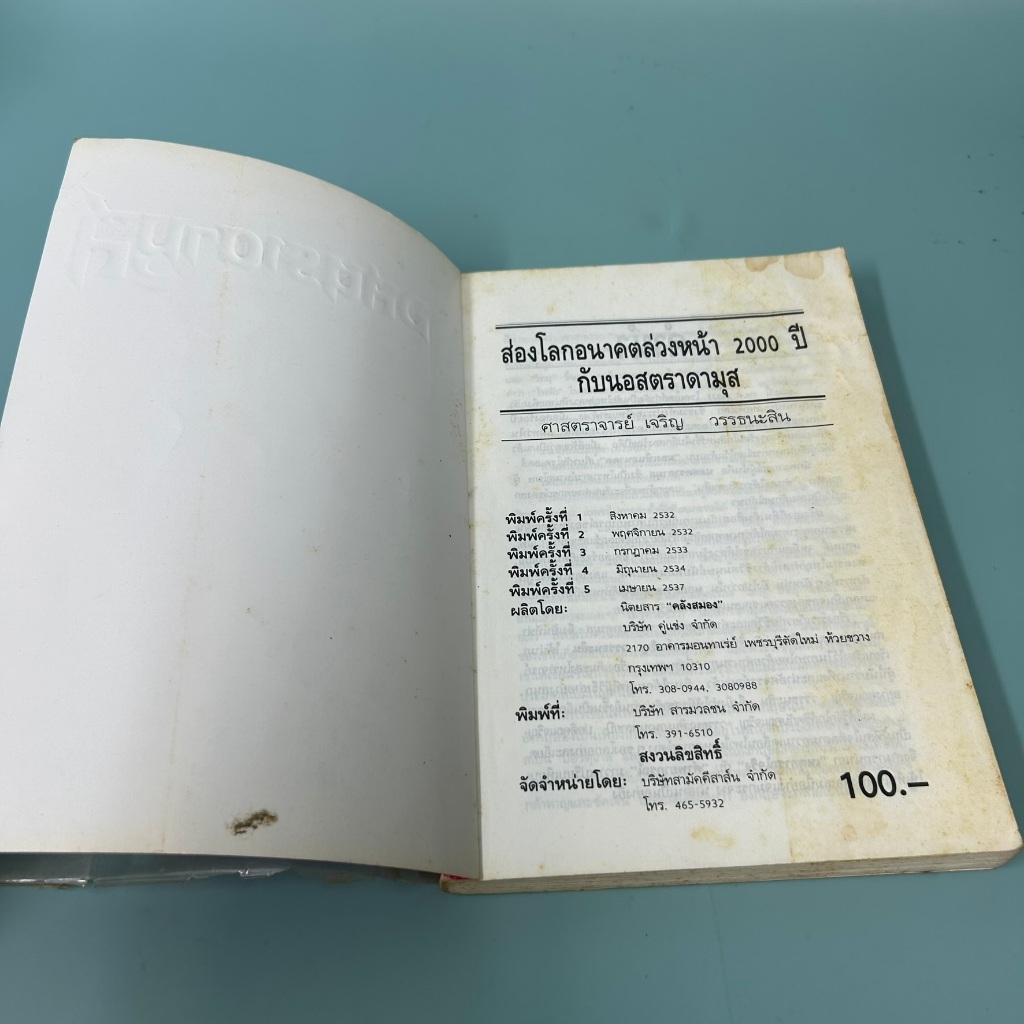 ส่องโลกอนาคตล่วงหน้า 2000 ปี
กับนอสตราดามุส
ศาสตราจารย์ เจริญ วรรธนะสิน
พิมพ์ครั้งที่ 1 สิงหาคม 2532
พิมพ์ครั้งที่ 2 พฤศจิกายน 2532
พิมพ์ครั้งที่ 3 กรกฎาคม 2533
พิมพ์ครั้งที่ 4 มิถุนายน 2534
พิมพ์ครั้งที่ 5 เมษายน 2537
ผลิตโดย: นิตยสาร "คลังสมอง"
บริษัท คู่แข่ง จำกัด
2170 อาคารมอนทาเร่ย์ เพชรบุรีตัดใหม่ ห้วยขวาง
กรุงเทพฯ 10310
โทร. 308-0944, 3080988
พิมพ์ที่: บริษัท สารมวลชน จำกัด
โทร. 391-6510
สงวนลิขสิทธิ์
จัดจำหน่ายโดย: บริษัทสามัคคีสาส์น จำกัด
โทร. 465-5932
100.–